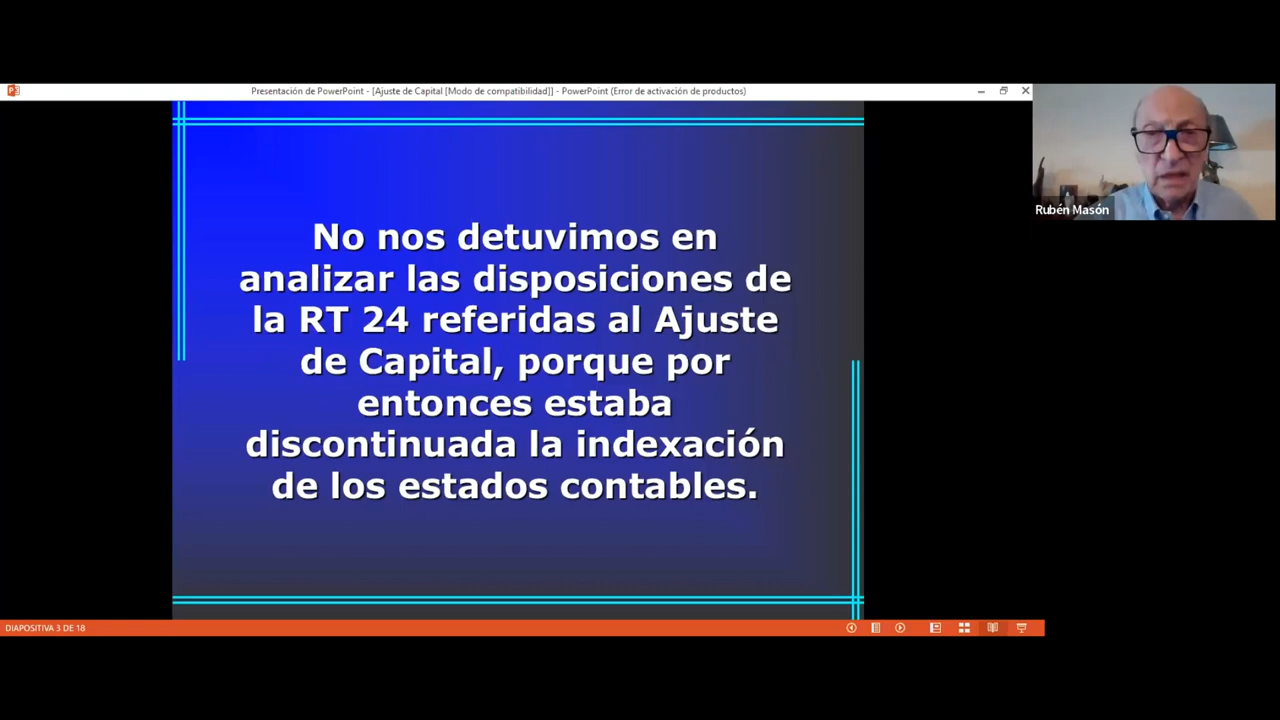 Presentación de PowerPoint - [Ajuste de Capital [Modo de compatibilidad]] - PowerPoint (Error de activación de productos)
No nos detuvimos en
analizar las disposiciones de
la RT 24 referidas al Ajuste
de Capital, porque por
entonces estaba
discontinuada la indexación
de los estados contables.
Rubén Masón
DIAPOSITIVA 3 DE 18